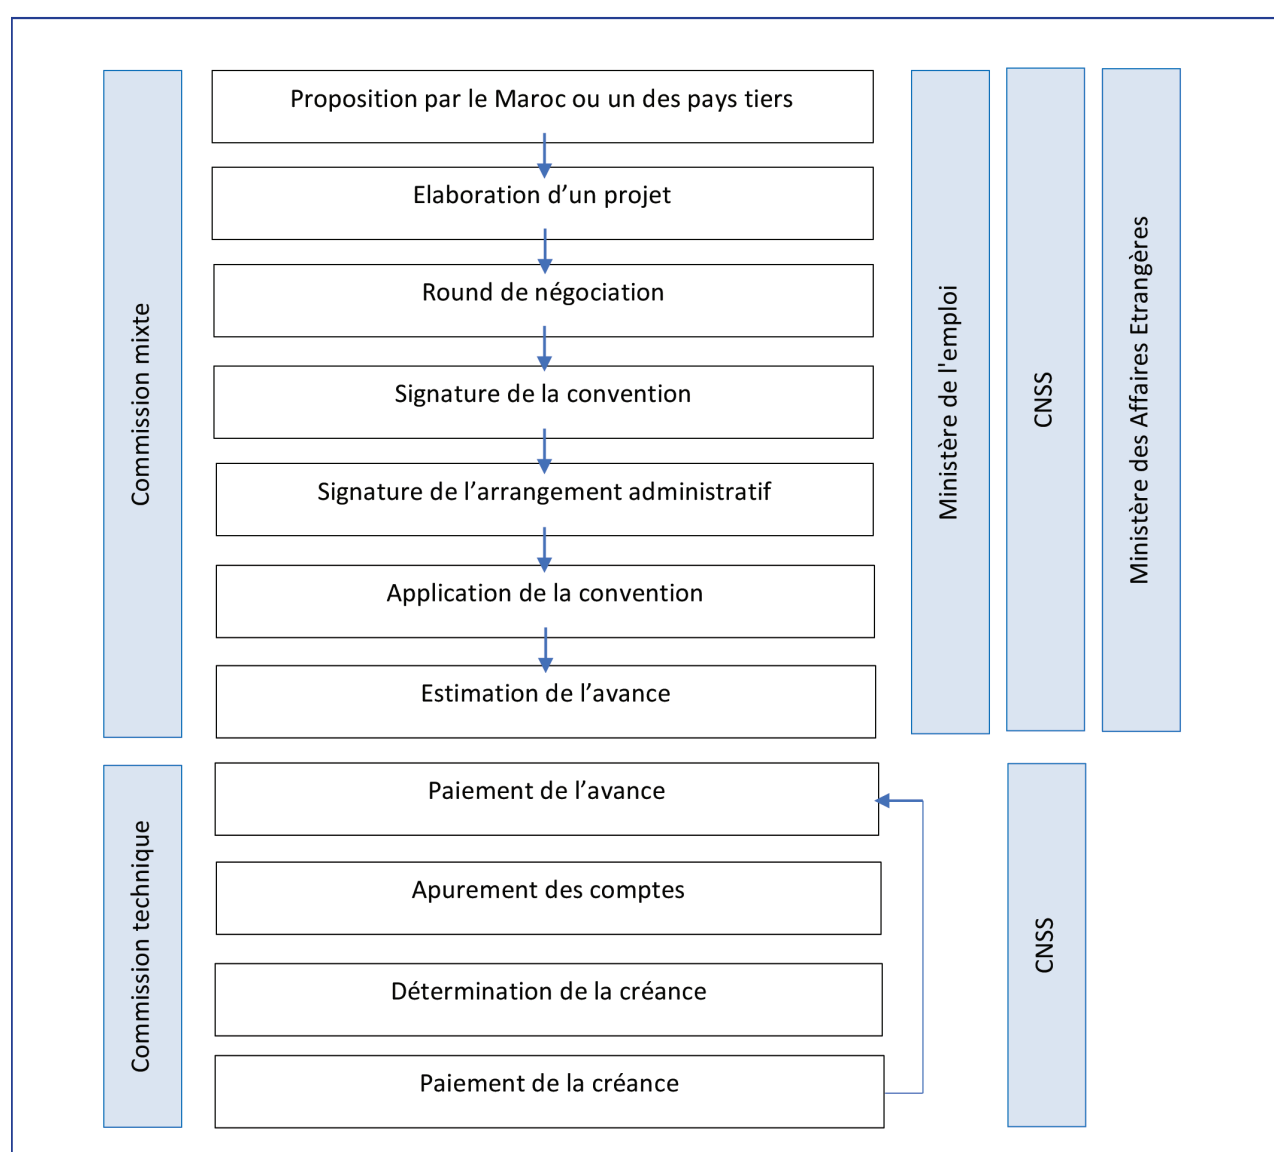 Commission mixte
Proposition par le Maroc ou un des pays tiers
Elaboration d’un projet
Round de négociation
Signature de la convention
Signature de l’arrangement administratif
Application de la convention
Estimation de l’avance
Ministère de l'emploi
CNSS
Ministère des Affaires Etrangères
Commission technique
Paiement de l’avance
Apurement des comptes
Détermination de la créance
Paiement de la créance
CNSS